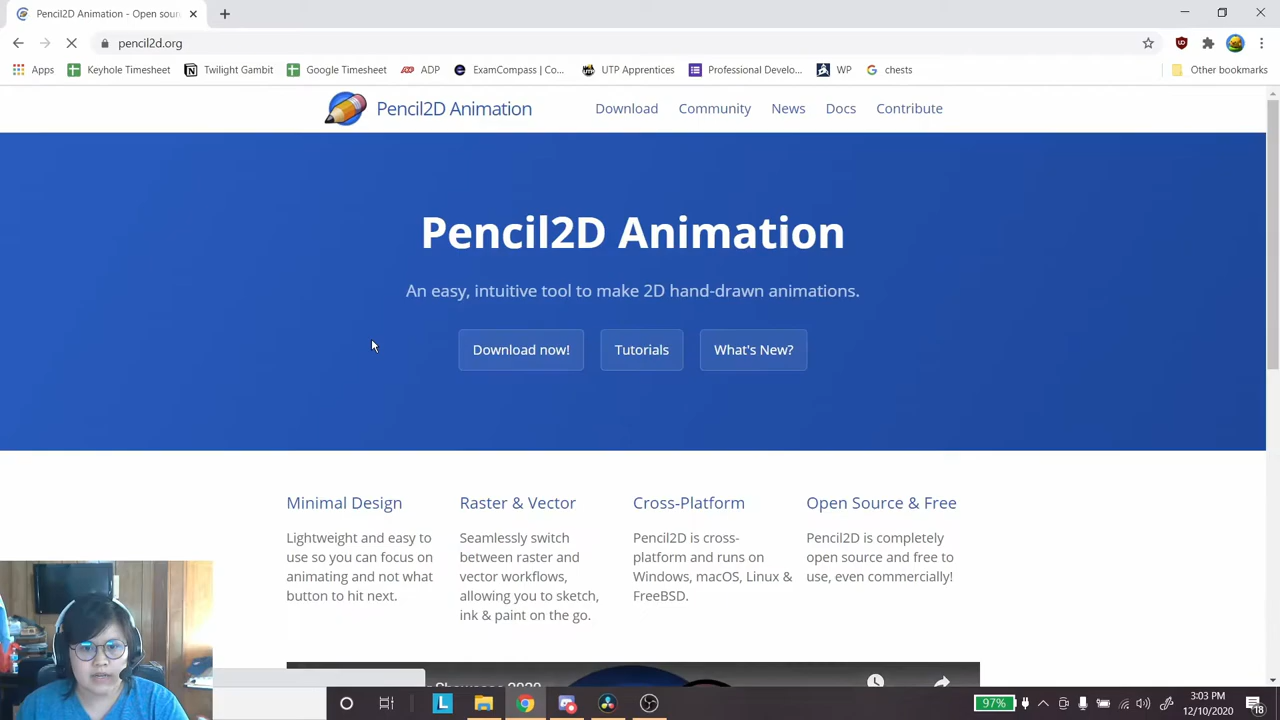 Pencil2D Animation - Open sour
pencil2d.org
Apps Keyhole Timesheet Twilight Gambit Google Timesheet ADP ExamCompass | Co... UTP Apprentices Professional Develo... WP chests Other bookmarks
Pencil2D Animation Download Community News Docs Contribute
Pencil2D Animation
An easy, intuitive tool to make 2D hand-drawn animations.
Download now! Tutorials What's New?
Minimal Design
Lightweight and easy to
use so you can focus on
animating and not what
button to hit next.
Raster & Vector
Seamlessly switch
between raster and
vector workflows,
allowing you to sketch,
ink & paint on the go.
Cross-Platform
Pencil2D is cross-
platform and runs on
Windows, macOS, Linux &
FreeBSD.
Open Source & Free
Pencil2D is completely
open source and free to
use, even commercially!
Showcase 2020
97%
3:03 PM
12/10/2020
18